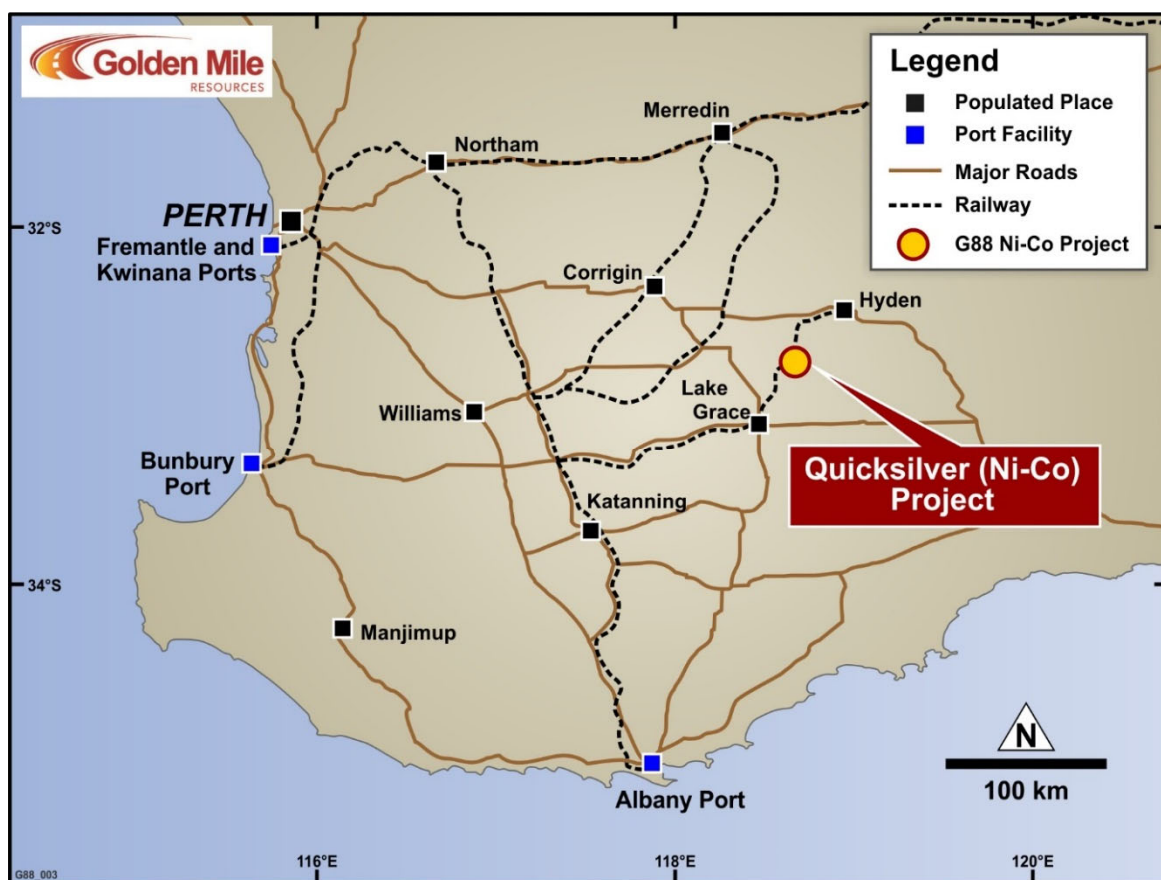 Golden Mile
RESOURCES
Legend
Populated Place
Port Facility
Major Roads
Railway
G88 Ni-Co Project
Merredin
Northam
PERTH
32°S
Fremantle and
Kwinana Ports
Corrigin
Hyden
Lake
Grace
Williams
Bunbury
Port
Quicksilver (Ni-Co)
Project
Katanning
34°S
Manjimup
N
100 km
Albany Port
116°E
118°E
120°E
G88_003